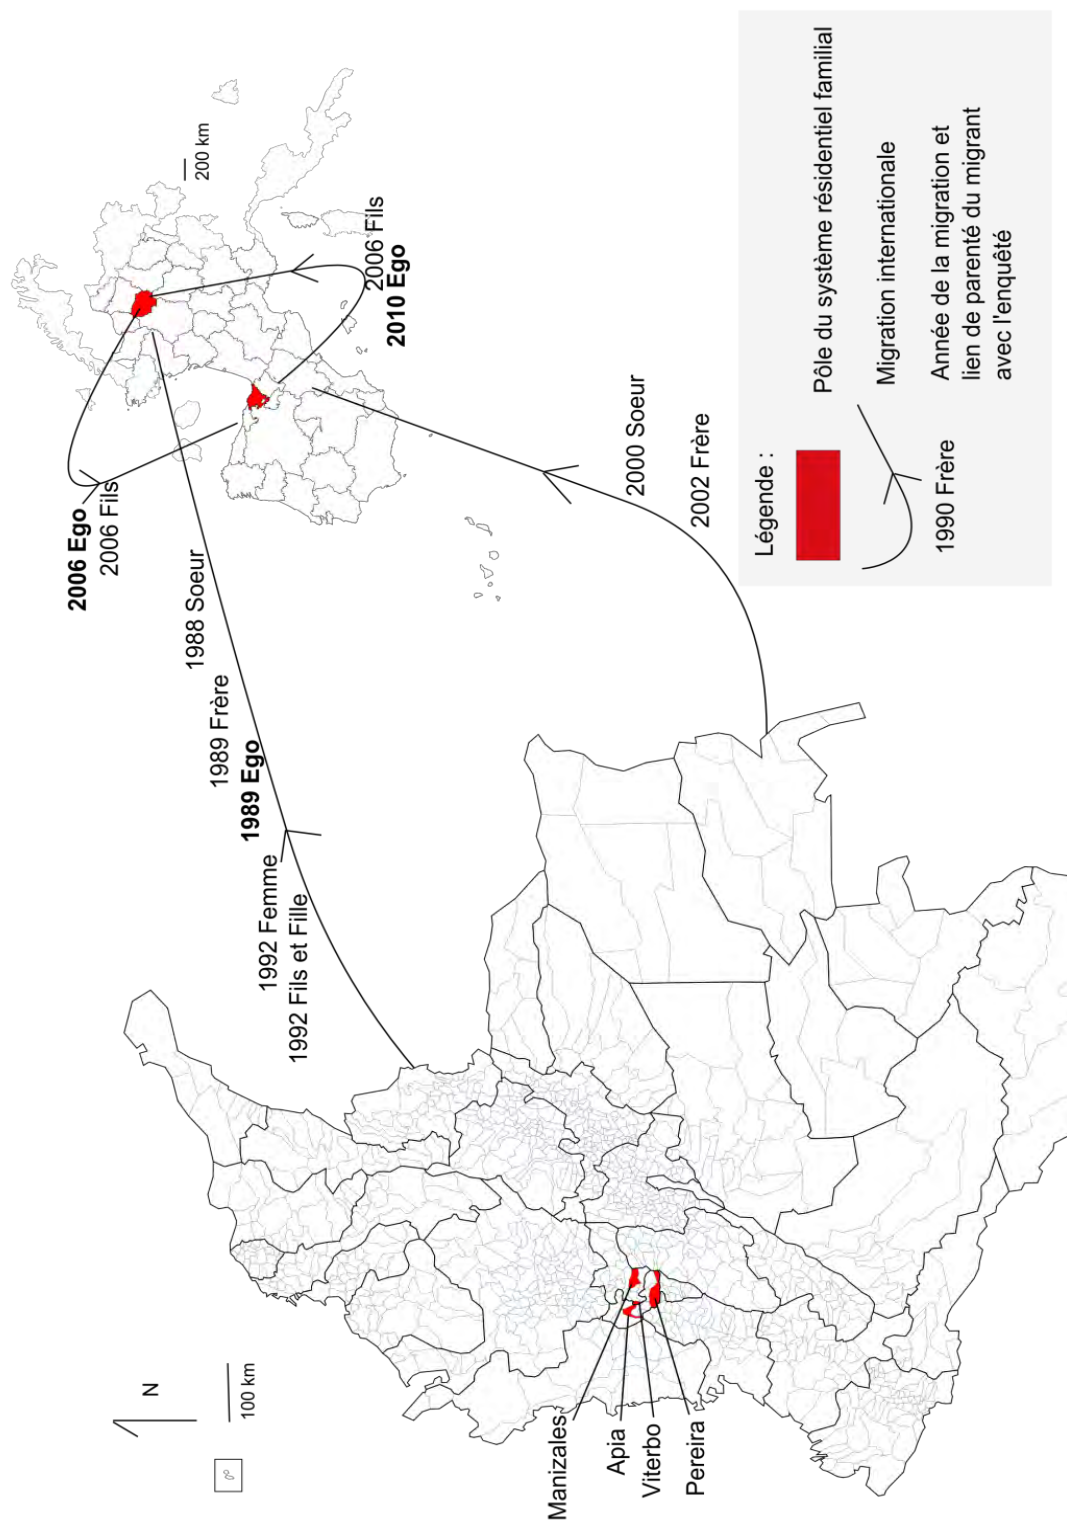 N
100 km
Manizales
Apia
Viterbo
Pereira
1992 Femme
1992 Fils et Fille
1988 Soeur
1989 Frère
1989 Ego
2006 Ego
2006 Fils
2000 Soeur
2002 Frère
2006 Fils
2010 Ego
200 km
Légende :
Pôle du système résidentiel familial
Migration internationale
1990 Frère
Année de la migration et
lien de parenté du migrant
avec l'enquêté